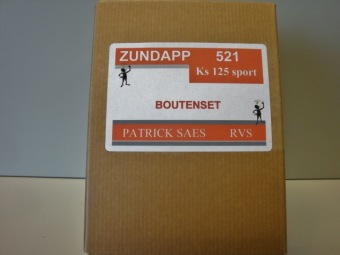 ZUNDAPP 521
Ks 125 sport
BOUTENSET
PATRICK SAES RVS